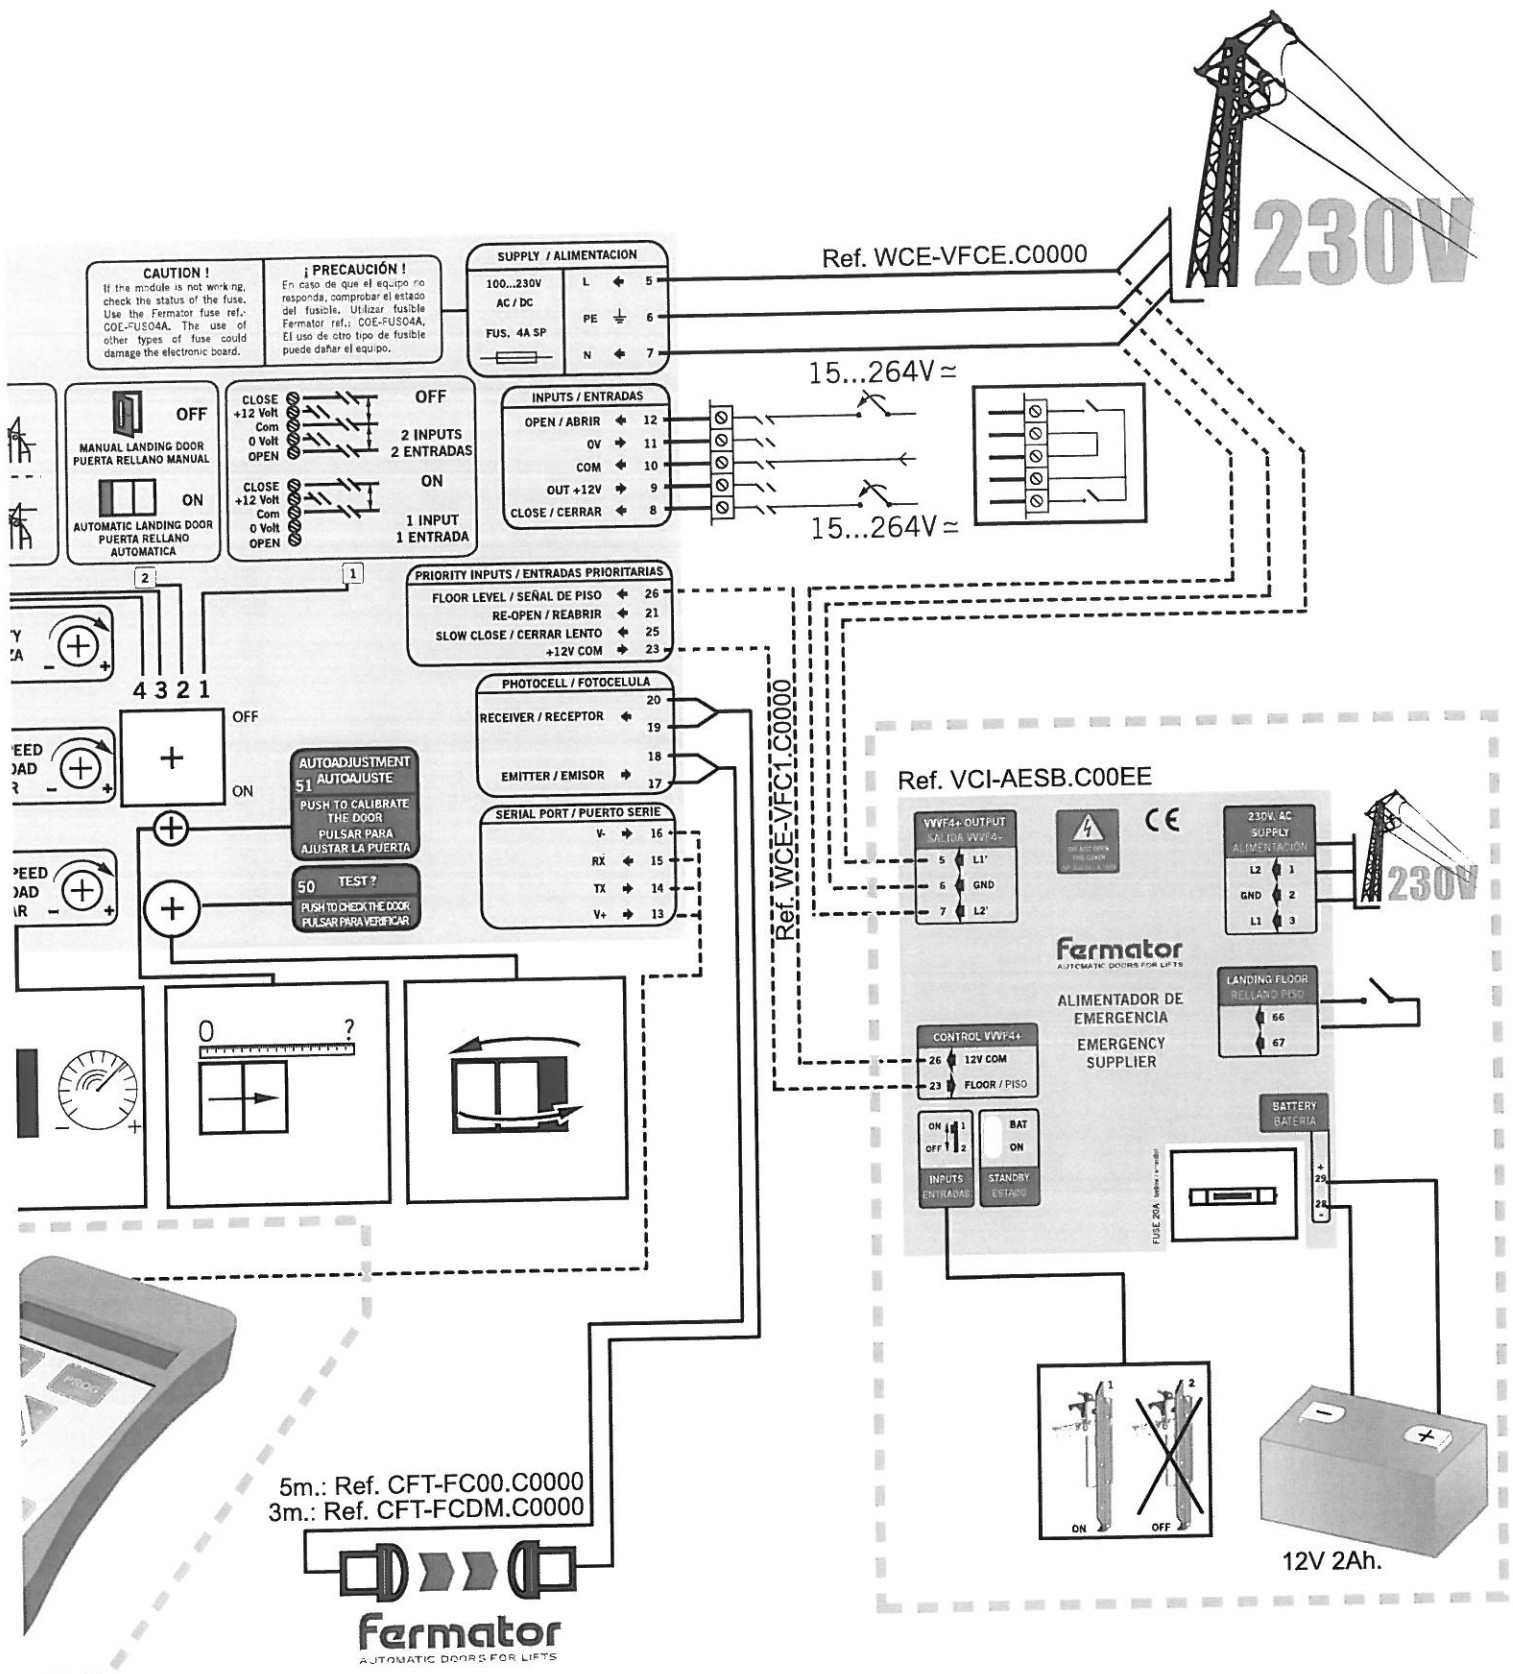 230V
Ref. WCE-VFCE.C0000
CAUTION !
If the module is not working,
check the status of the fuse.
Use the Fermator fuse ref.:
COE-FUS04A. The use of
other types of fuse could
damage the electronic board.
¡ PRECAUCIÓN !
En caso de que el equipo no
responda, comprobar el estado
del fusible. Utilizar fusible
Fermator ref.: COE-FUS04A,
El uso de otro tipo de fusible
puede dañar el equipo.
SUPPLY / ALIMENTACION
100...230V
AC / DC
FUS. 4A SP
L 5
PE 6
N 7
OFF
MANUAL LANDING DOOR
PUERTA RELLANO MANUAL
ON
AUTOMATIC LANDING DOOR
PUERTA RELLANO
AUTOMATICA
2
CLOSE
+12 Volt
Com
0 Volt
OPEN
OFF
2 INPUTS
2 ENTRADAS
CLOSE
+12 Volt
Com
0 Volt
OPEN
ON
1 INPUT
1 ENTRADA
1
INPUTS / ENTRADAS
OPEN / ABRIR 12
0V 11
COM 10
OUT +12V 9
CLOSE / CERRAR 8
15...264V ≃
15...264V ≃
PRIORITY INPUTS / ENTRADAS PRIORITARIAS
FLOOR LEVEL / SEÑAL DE PISO 26
RE-OPEN / REABRIR 21
SLOW CLOSE / CERRAR LENTO 25
+12V COM 23
PHOTOCELL / FOTOCELULA
20
RECEIVER / RECEPTOR
19
18
EMITTER / EMISOR
17
SERIAL PORT / PUERTO SERIE
V- 16
RX 15
TX 14
V+ 13
TY
ZA
- +
EED
OAD
R - +
PEED
OAD
AR - +
4 3 2 1
OFF
+
ON
AUTOADJUSTMENT
AUTOAJUSTE
51
PUSH TO CALIBRATE
THE DOOR
PULSAR PARA
AJUSTAR LA PUERTA
50 TEST ?
PUSH TO CHECK THE DOOR
PULSAR PARA VERIFICAR
- +
0 ?
PROG
Ref. WCE-VFC1.C0000
Ref. VCI-AESB.C00EE
VVVF4+ OUTPUT
SALIDA VVVF4+
5 L1'
6 GND
7 L2'
CE
230V. AC
SUPPLY
ALIMENTACIÓN
L2 1
GND 2
L1 3
230V
Fermator
AUTOMATIC DOORS FOR LIFTS
ALIMENTADOR DE
EMERGENCIA
EMERGENCY
SUPPLIER
LANDING FLOOR
RELLANO PISO
66
67
CONTROL VVVF4+
26 12V COM
23 FLOOR / PISO
ON 1
OFF 2
INPUTS
ENTRADAS
BAT
ON
STANDBY
ESTADO
BATTERY
BATERIA
+
29
28
-
FUSE 20A
1 2
ON OFF
- +
12V 2Ah.
5m.: Ref. CFT-FC00.C0000
3m.: Ref. CFT-FCDM.C0000
Fermator
AUTOMATIC DOORS FOR LIFTS